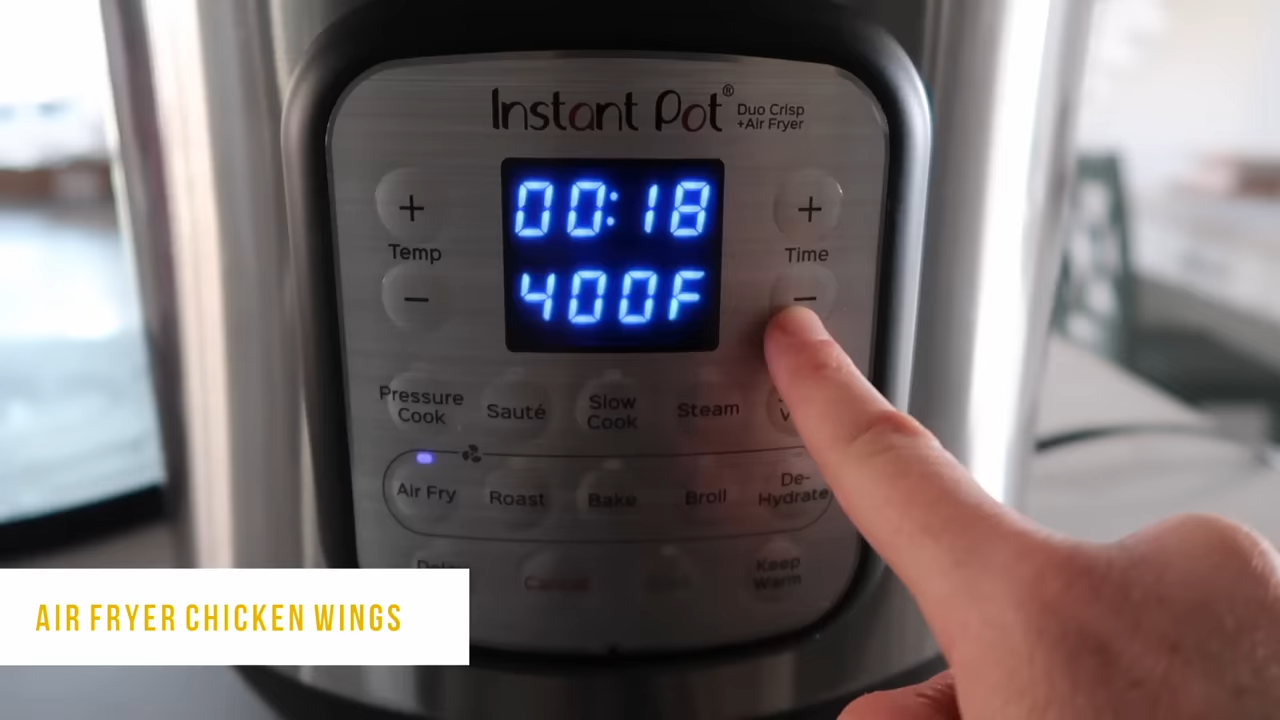 Instant Pot®
Duo Crisp
+Air Fryer
00:18
400F
+
Temp
−
+
Time
−
Pressure
Cook
Sauté
Slow
Cook
Steam
Air Fry
Roast
Bake
Broil
De-
Hydrate
Cancel
Keep
Warm
AIR FRYER CHICKEN WINGS